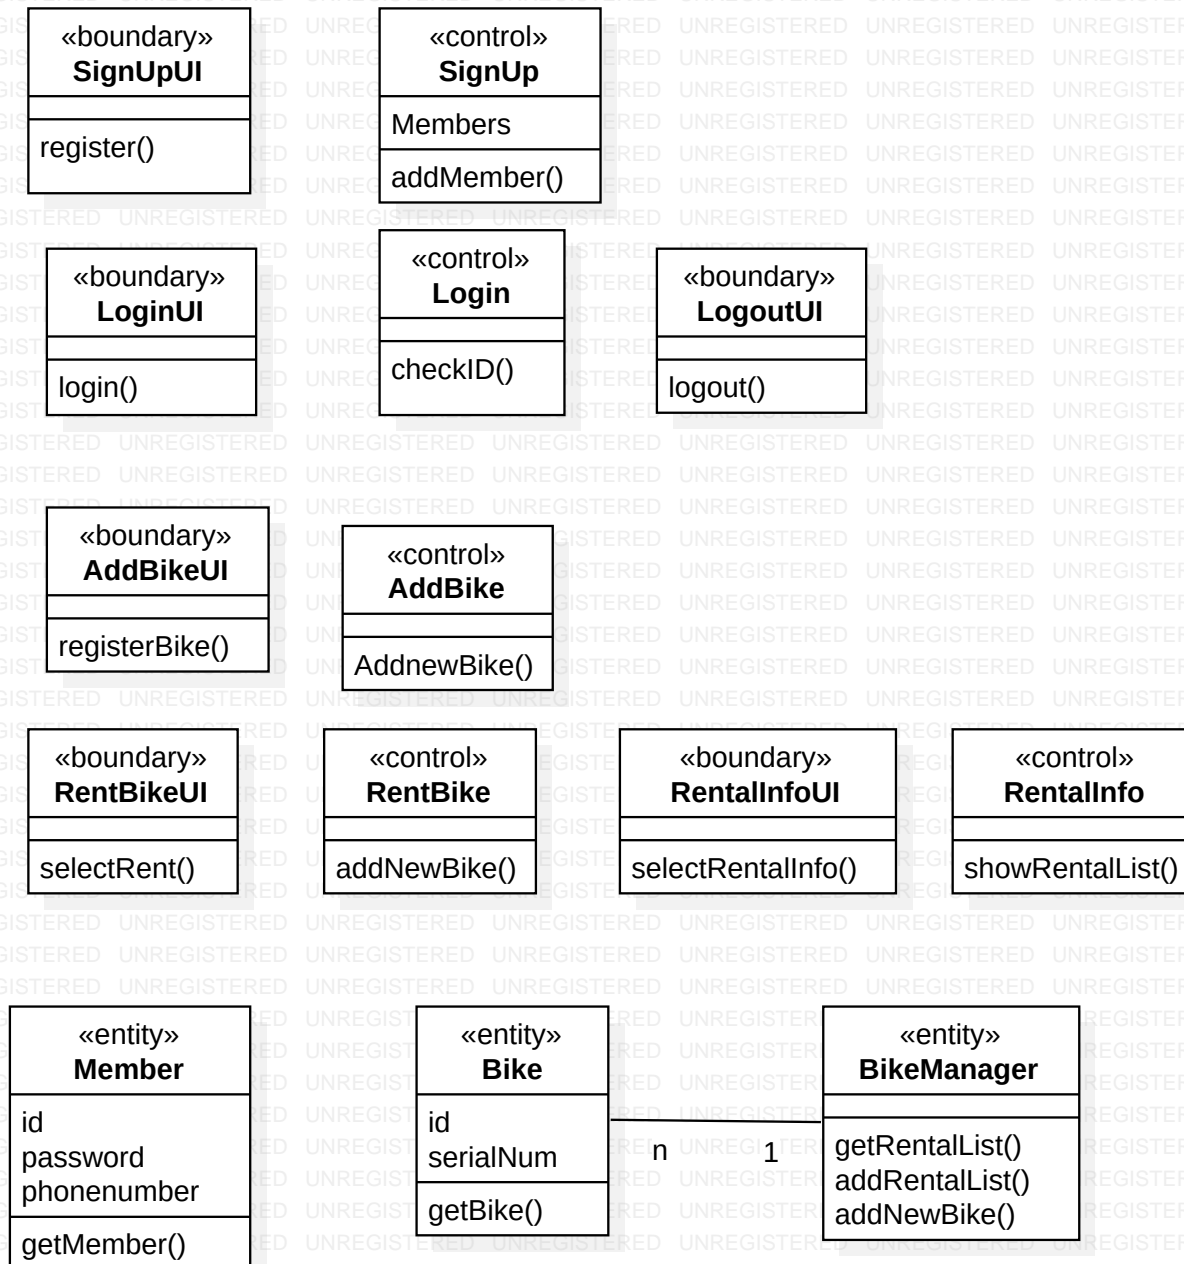 «boundary»
SignUpUI
register()
«control»
SignUp
Members
addMember()
«boundary»
LoginUI
login()
«control»
Login
checkID()
«boundary»
LogoutUI
logout()
«boundary»
AddBikeUI
registerBike()
«control»
AddBike
AddnewBike()
«boundary»
RentBikeUI
selectRent()
«control»
RentBike
addNewBike()
«boundary»
RentalInfoUI
selectRentalInfo()
«control»
RentalInfo
showRentalList()
«entity»
Member
id
password
phonenumber
getMember()
«entity»
Bike
id
serialNum
getBike()
n
1
«entity»
BikeManager
getRentalList()
addRentalList()
addNewBike()
UNREGISTERED